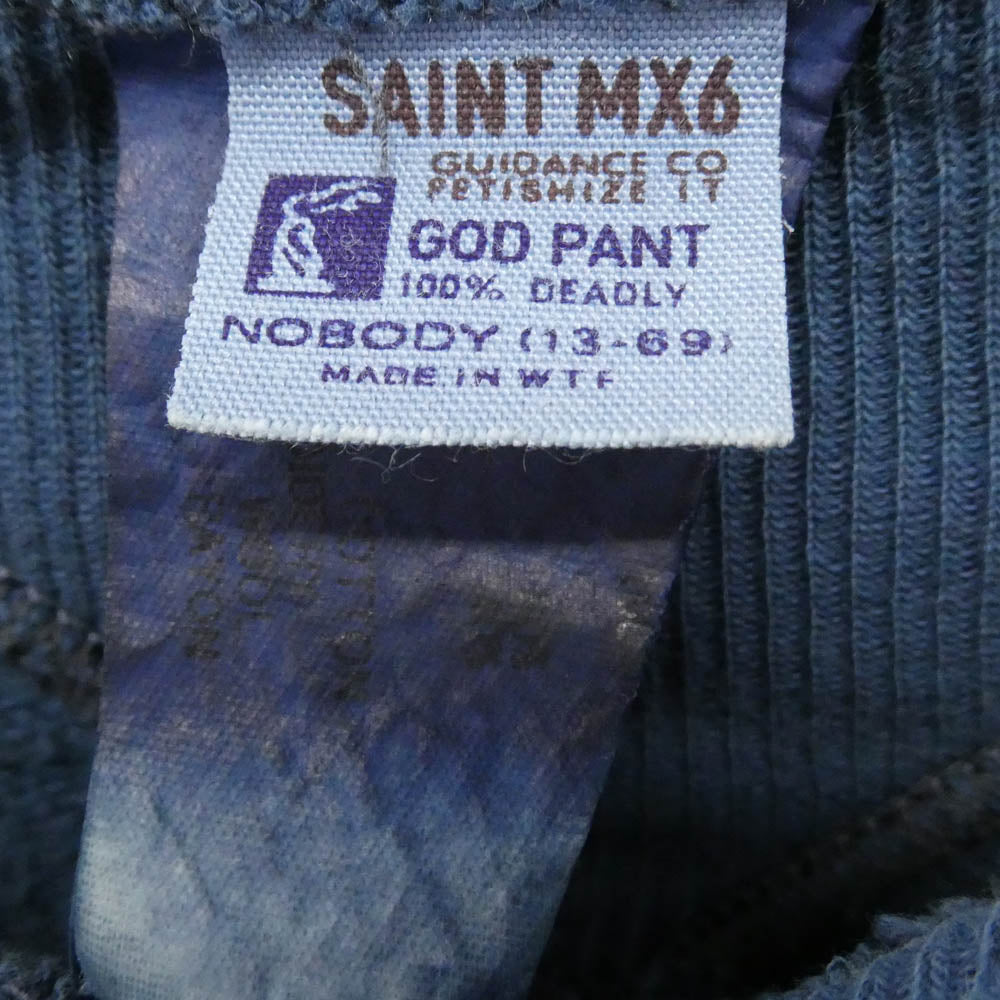 SAINT MX6
GUIDANCE CO
FETISHIZE IT
GOD PANT
100% DEADLY
NOBODY (13-69)
MADE IN WTF